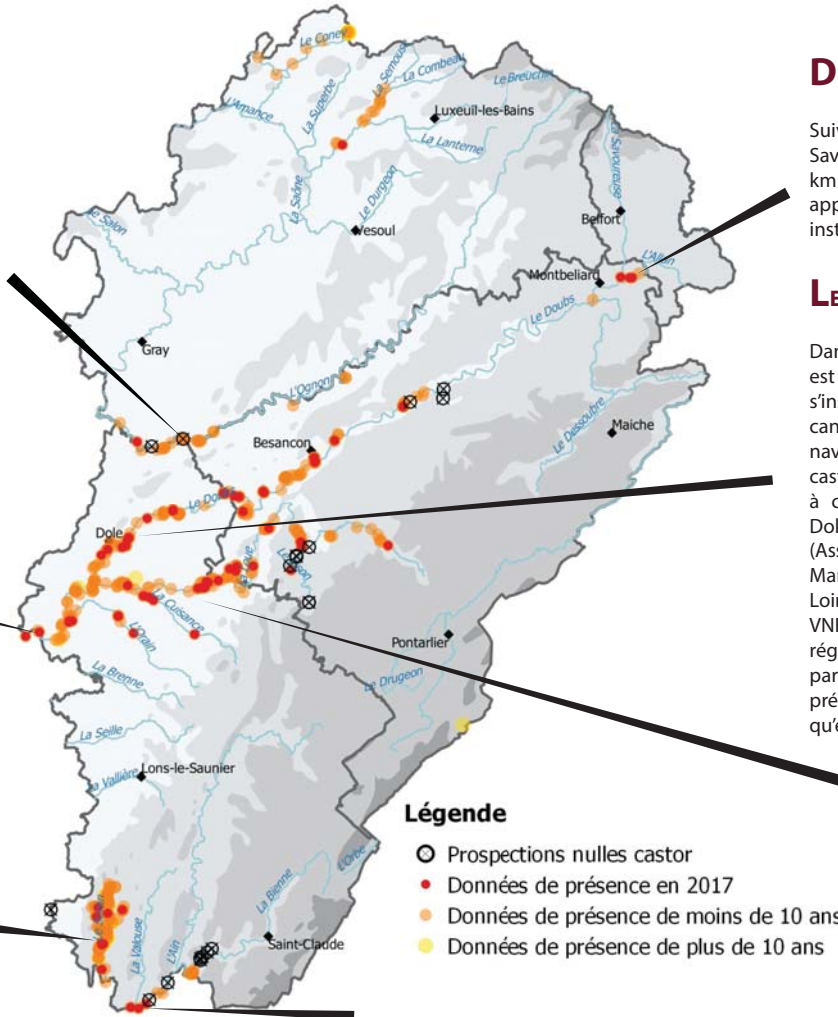 Le Coney
La Semouse
La Combeauté
Le Breuchin
La Superbe
L'Amance
Luxeuil-les-Bains
La Lanterne
La Savoureuse
La Saône
Le Durgeon
Le Salon
Vesoul
Belfort
L'Allan
Montbeliard
Le Doubs
Gray
L'Ognon
Le Dessoubre
Maiche
Besancon
Le Doubs
Dole
La Loue
La Cuisance
L'Orain
Pontarlier
La Brenne
Le Drugeon
La Seille
Lons-le-Saunier
La Vallière
L'Orbe
La Bienne
La Valouse
L'Ain
Saint-Claude
Légende
Prospections nulles castor
Données de présence en 2017
Données de présence de moins de 10 ans
Données de présence de plus de 10 ans
D
Suiv
Sav
km
app
inst
LE
Dan
est
s'ins
can
nav
cast
à c
Dol
(Ass
Mar
Loir
VNI
rég
par
pré
qu'e